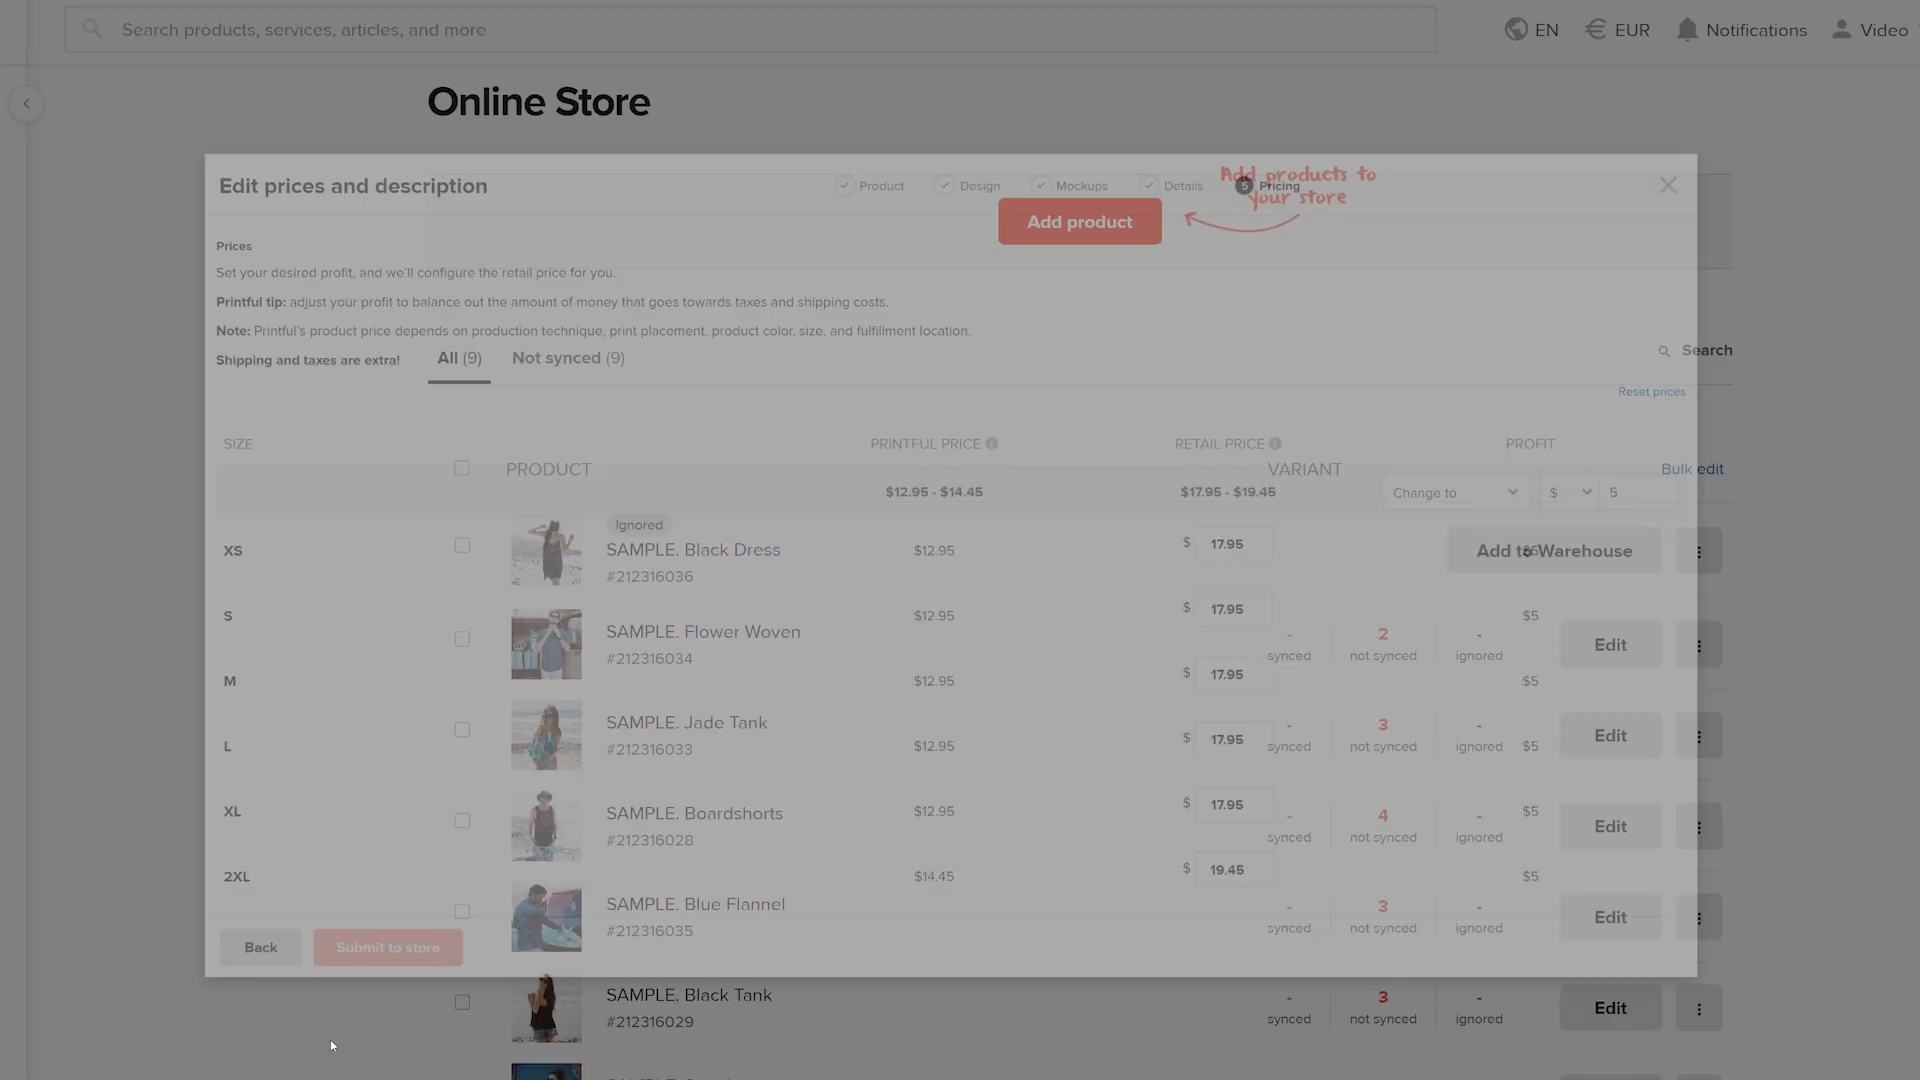 Search products, services, articles, and more
EN
EUR
Notifications
Video
Online Store
Edit prices and description
Product
Design
Mockups
Details
5 Pricing
Add products to
your store
Add product
Prices
Set your desired profit, and we'll configure the retail price for you.
Printful tip: adjust your profit to balance out the amount of money that goes towards taxes and shipping costs.
Note: Printful's product price depends on production technique, print placement, product color, size, and fulfillment location.
Shipping and taxes are extra!
All (9)
Not synced (9)
Search
Reset prices
SIZE
PRINTFUL PRICE
RETAIL PRICE
PROFIT
PRODUCT
VARIANT
Bulk edit
$12.95 - $14.45
$17.95 - $19.45
Change to
$
5
Ignored
XS
SAMPLE. Black Dress
#212316036
$12.95
$ 17.95
$5
Add to Warehouse
S
$12.95
$ 17.95
$5
SAMPLE. Flower Woven
#212316034
- synced
2 not synced
- ignored
Edit
M
$12.95
$ 17.95
$5
SAMPLE. Jade Tank
#212316033
- synced
3 not synced
- ignored
Edit
L
$12.95
$ 17.95
$5
XL
SAMPLE. Boardshorts
#212316028
$12.95
$ 17.95
$5
- synced
4 not synced
- ignored
Edit
2XL
$14.45
$ 19.45
$5
SAMPLE. Blue Flannel
#212316035
- synced
3 not synced
- ignored
Edit
Back
Submit to store
SAMPLE. Black Tank
#212316029
- synced
3 not synced
- ignored
Edit